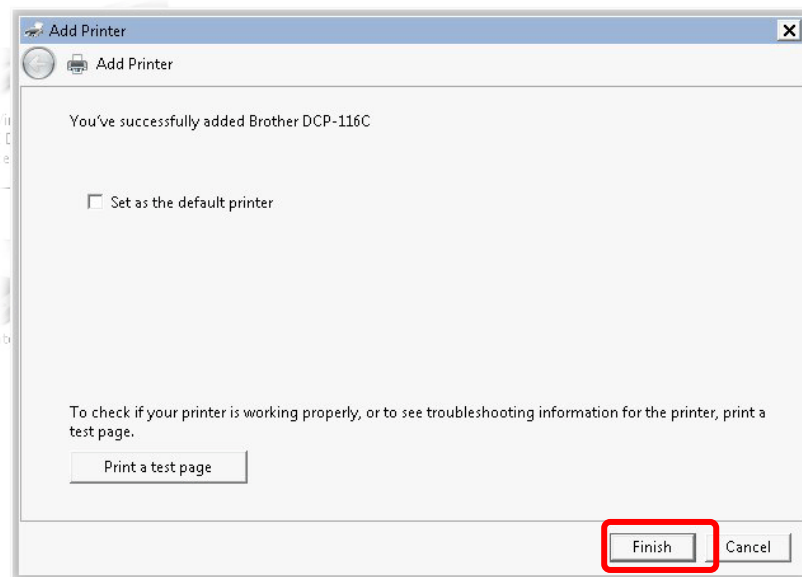 Add Printer
Add Printer
You've successfully added Brother DCP-116C
Set as the default printer
To check if your printer is working properly, or to see troubleshooting information for the printer, print a
test page.
Print a test page
Finish
Cancel